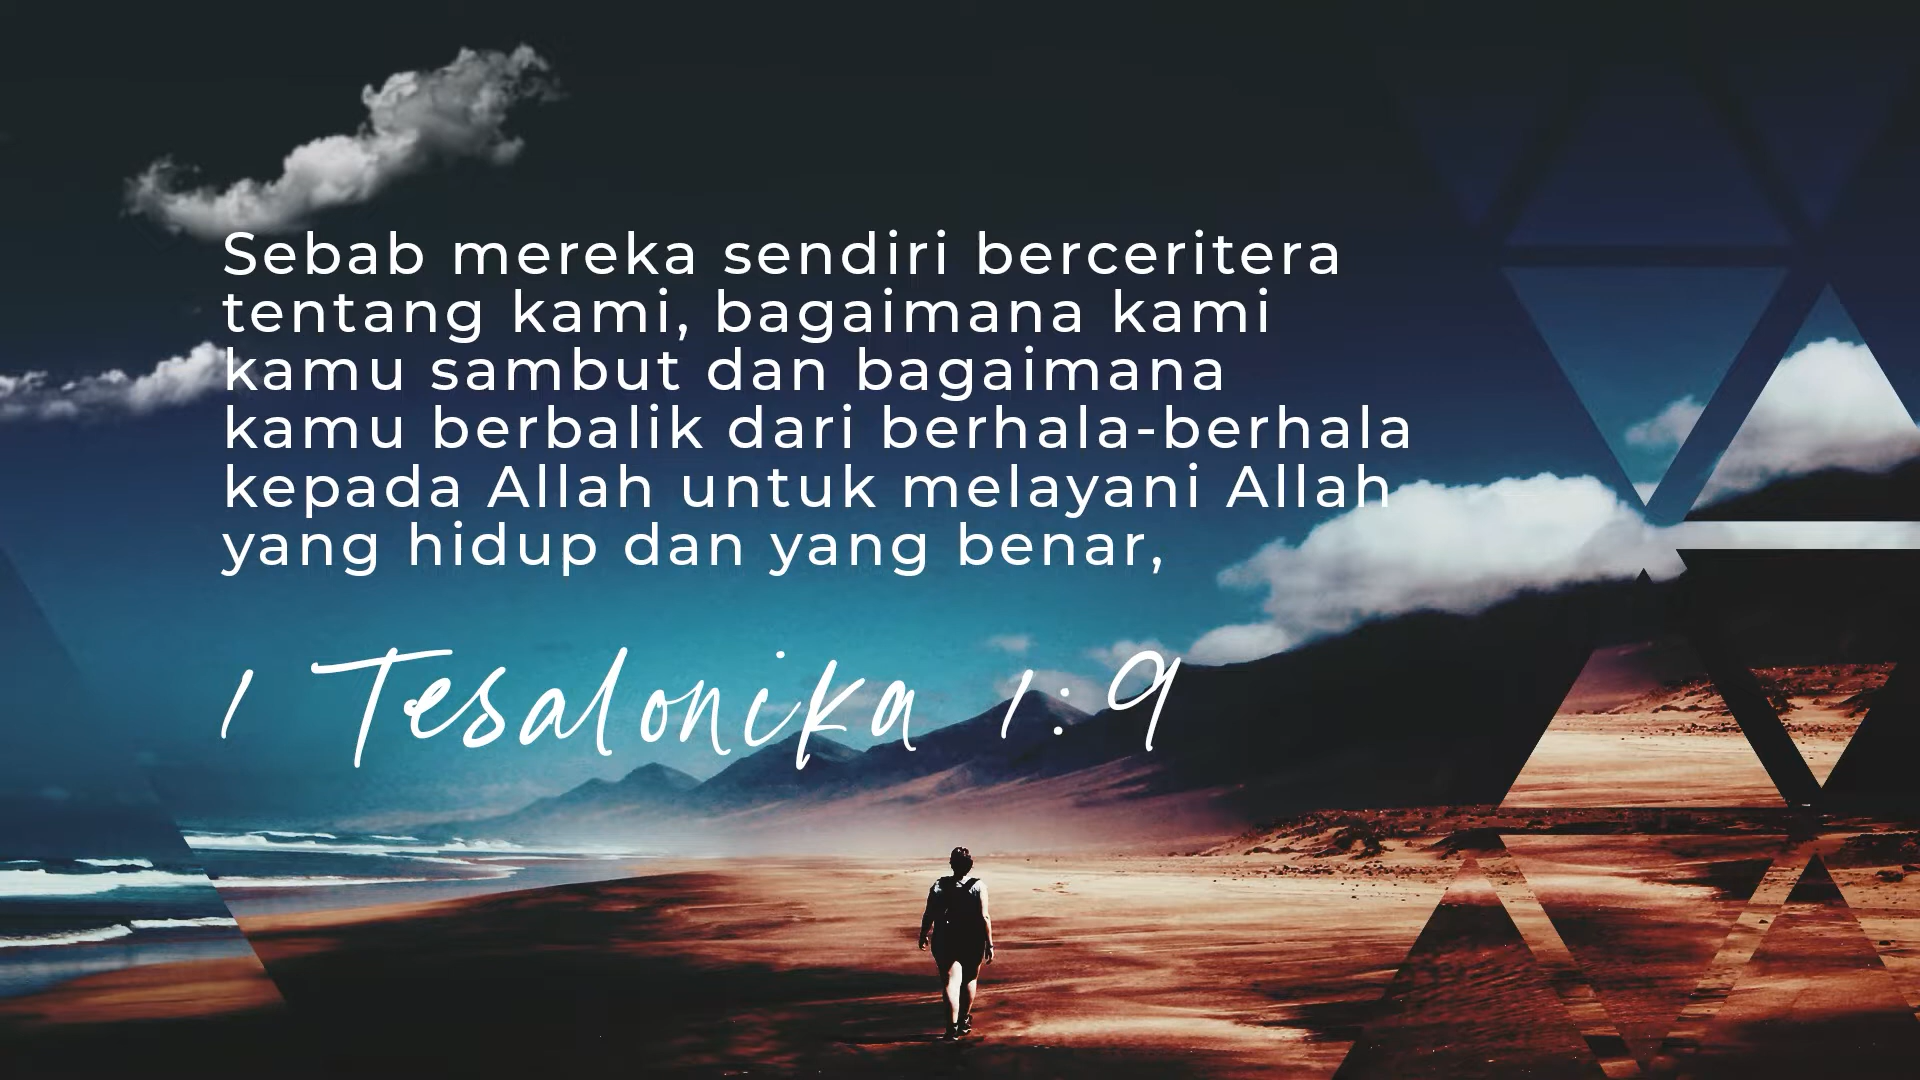 Sebab mereka sendiri berceritera
tentang kami, bagaimana kami
kamu sambut dan bagaimana
kamu berbalik dari berhala-berhala
kepada Allah untuk melayani Allah
yang hidup dan yang benar,
1 Tesalonika 1:9